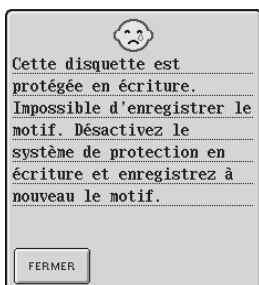 Cette disquette est
protégée en écriture.
Impossible d'enregistrer le
motif. Désactivez le
système de protection en
écriture et enregistrez à
nouveau le motif.
FERMER